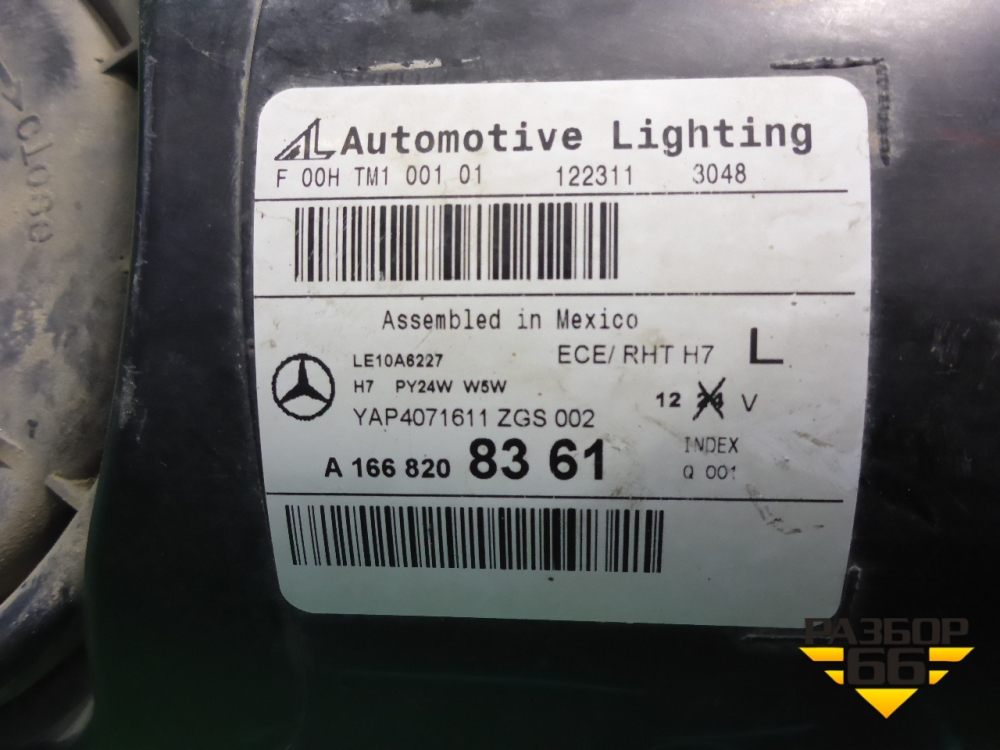 Automotive Lighting
F 00H TM1 001 01 122311 3048
Assembled in Mexico
LE10A6227 ECE/ RHT H7 L
H7 PY24W W5W
12 24 V
YAP4071611 ZGS 002
A 166 820 83 61
INDEX
Q 001
РАЗБОР
66